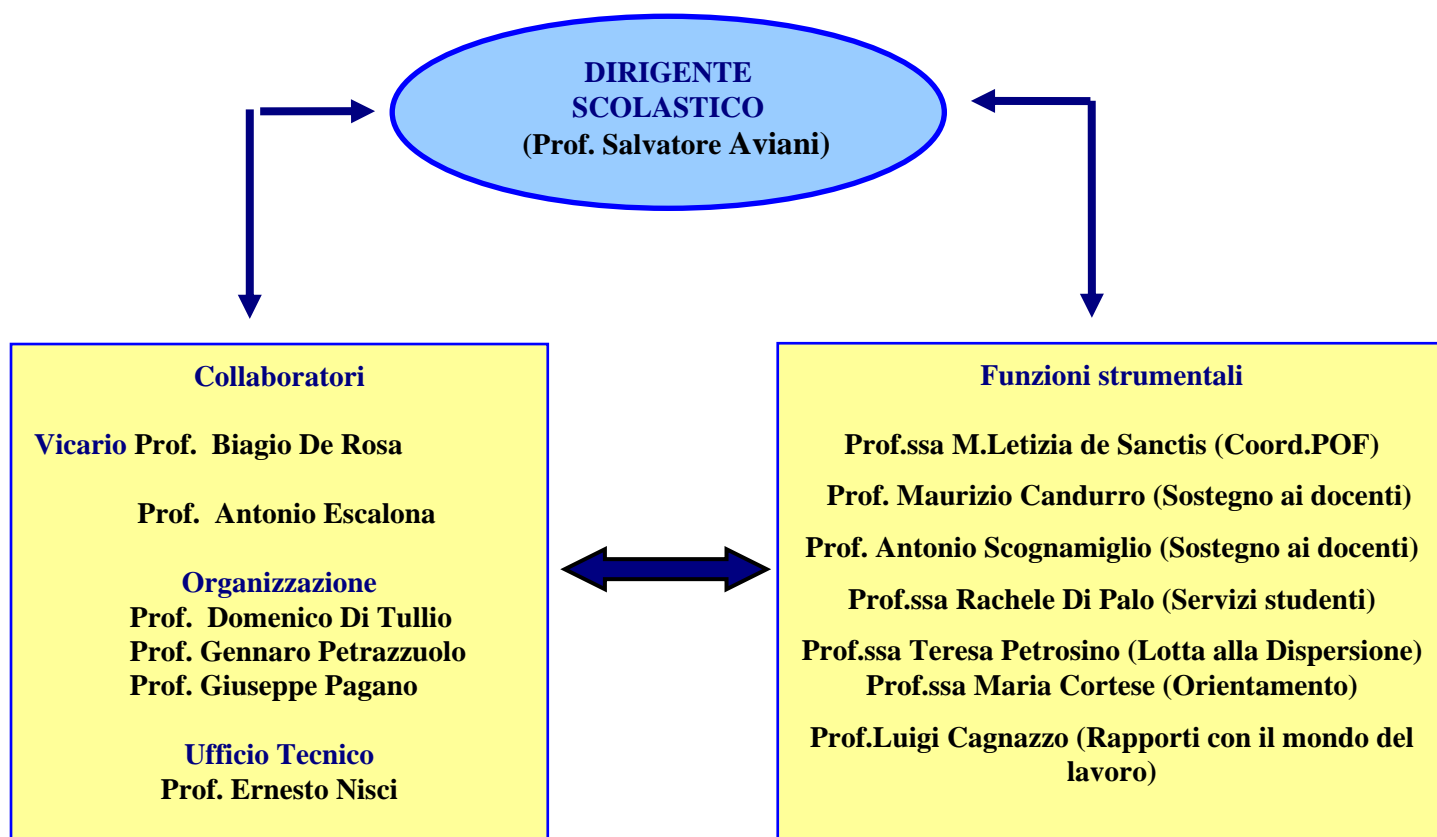 DIRIGENTE
SCOLASTICO
(Prof. Salvatore Aviani)
Collaboratori
Vicario Prof. Biagio De Rosa
Prof. Antonio Escalona
Organizzazione
Prof. Domenico Di Tullio
Prof. Gennaro Petrazzuolo
Prof. Giuseppe Pagano
Ufficio Tecnico
Prof. Ernesto Nisci
Funzioni strumentali
Prof.ssa M.Letizia de Sanctis (Coord.POF)
Prof. Maurizio Candurro (Sostegno ai docenti)
Prof. Antonio Scognamiglio (Sostegno ai docenti)
Prof.ssa Rachele Di Palo (Servizi studenti)
Prof.ssa Teresa Petrosino (Lotta alla Dispersione)
Prof.ssa Maria Cortese (Orientamento)
Prof.Luigi Cagnazzo (Rapporti con il mondo del
lavoro)